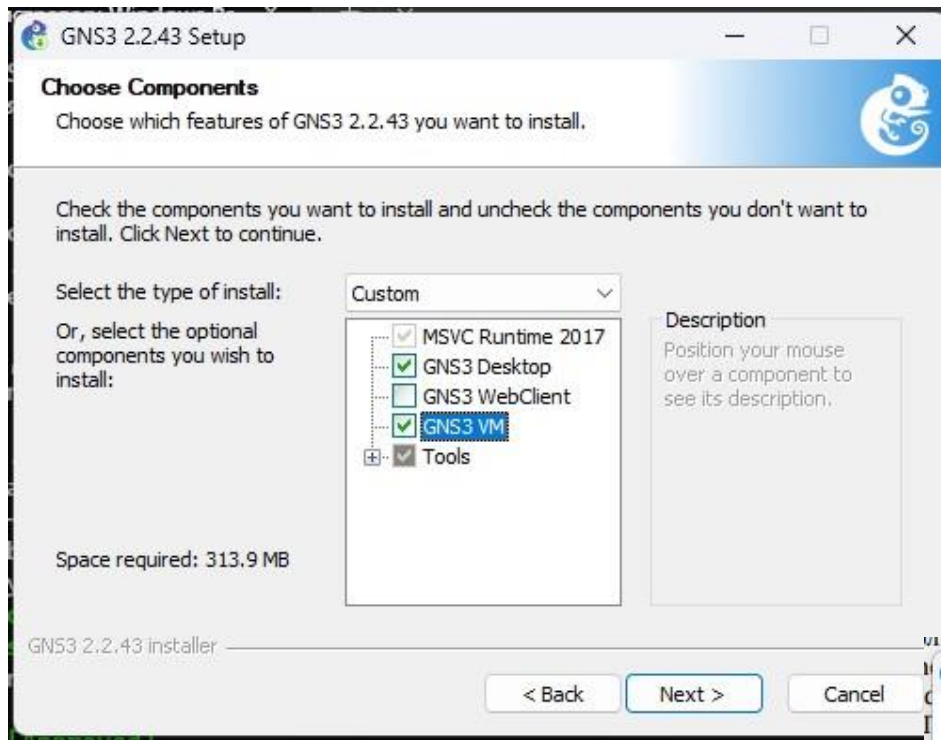 GNS3 2.2.43 Setup
Choose Components
Choose which features of GNS3 2.2.43 you want to install.
Check the components you want to install and uncheck the components you don't want to
install. Click Next to continue.
Select the type of install:
Custom
Or, select the optional
components you wish to
install:
MSVC Runtime 2017
GNS3 Desktop
GNS3 WebClient
GNS3 VM
Tools
Description
Position your mouse
over a component to
see its description.
Space required: 313.9 MB
GNS3 2.2.43 installer
< Back
Next >
Cancel